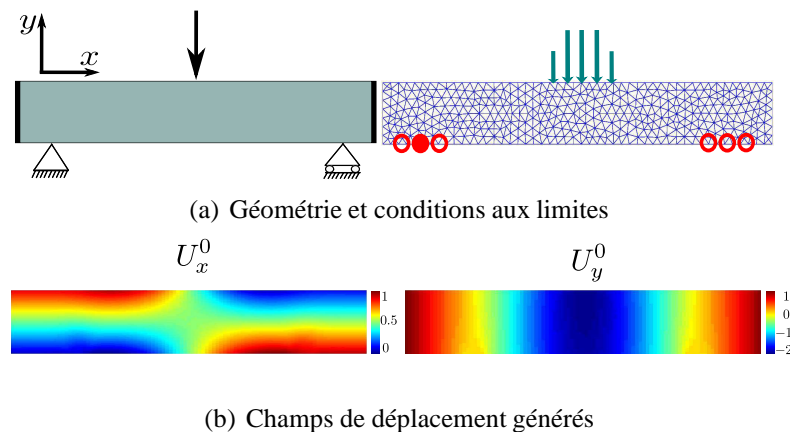 y
x
(a) Géométrie et conditions aux limites
U_x^0
U_y^0
1
0.5
0
1
0
−1
−2
(b) Champs de déplacement générés